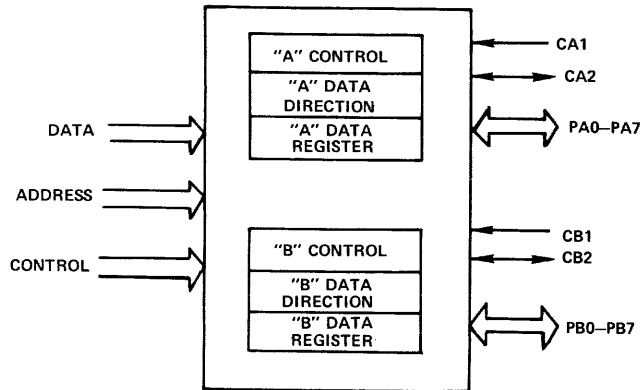 "A" CONTROL
"A" DATA
DIRECTION
"A" DATA
REGISTER
"B" CONTROL
"B" DATA
DIRECTION
"B" DATA
REGISTER
DATA
ADDRESS
CONTROL
CA1
CA2
PA0–PA7
CB1
CB2
PB0–PB7